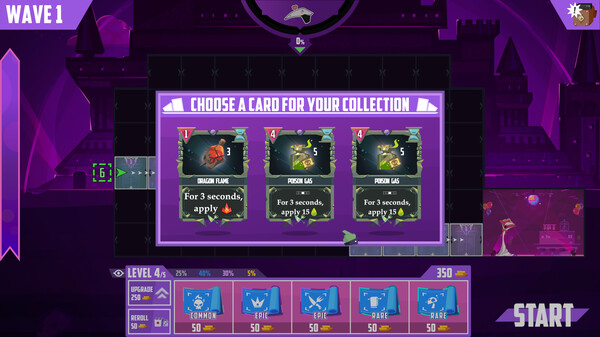 WAVE 1
0%
CHOOSE A CARD FOR YOUR COLLECTION
1
3
DRAGON FLAME
For 3 seconds,
apply
4
5
POISON GAS
For 3 seconds,
apply 15
4
5
POISON GAS
For 3 seconds,
apply 15
6
LEVEL 4/5
25% 40% 30% 5%
350
UPGRADE
250
REROLL
50
COMMON
50
EPIC
50
EPIC
50
RARE
50
RARE
50
START